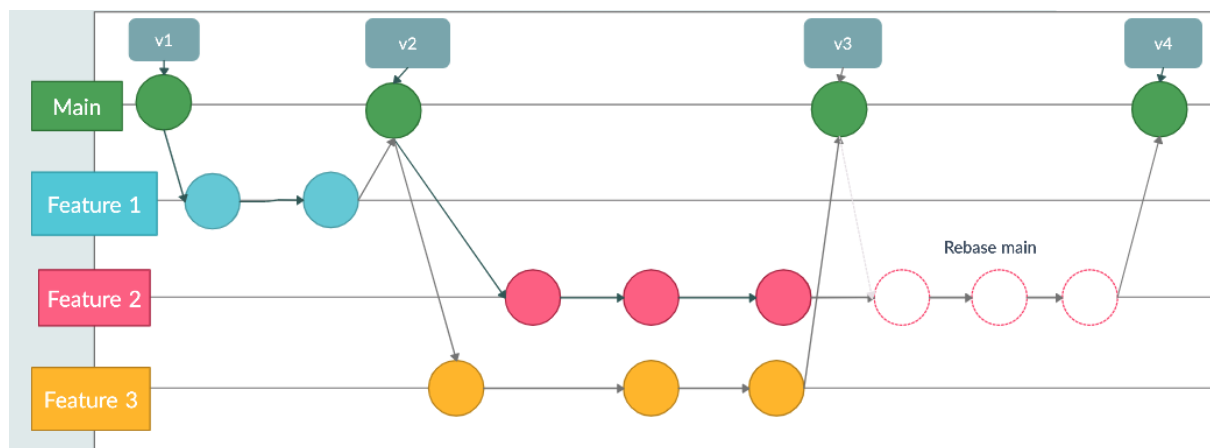 v1
v2
v3
v4
Main
Feature 1
Rebase main
Feature 2
Feature 3